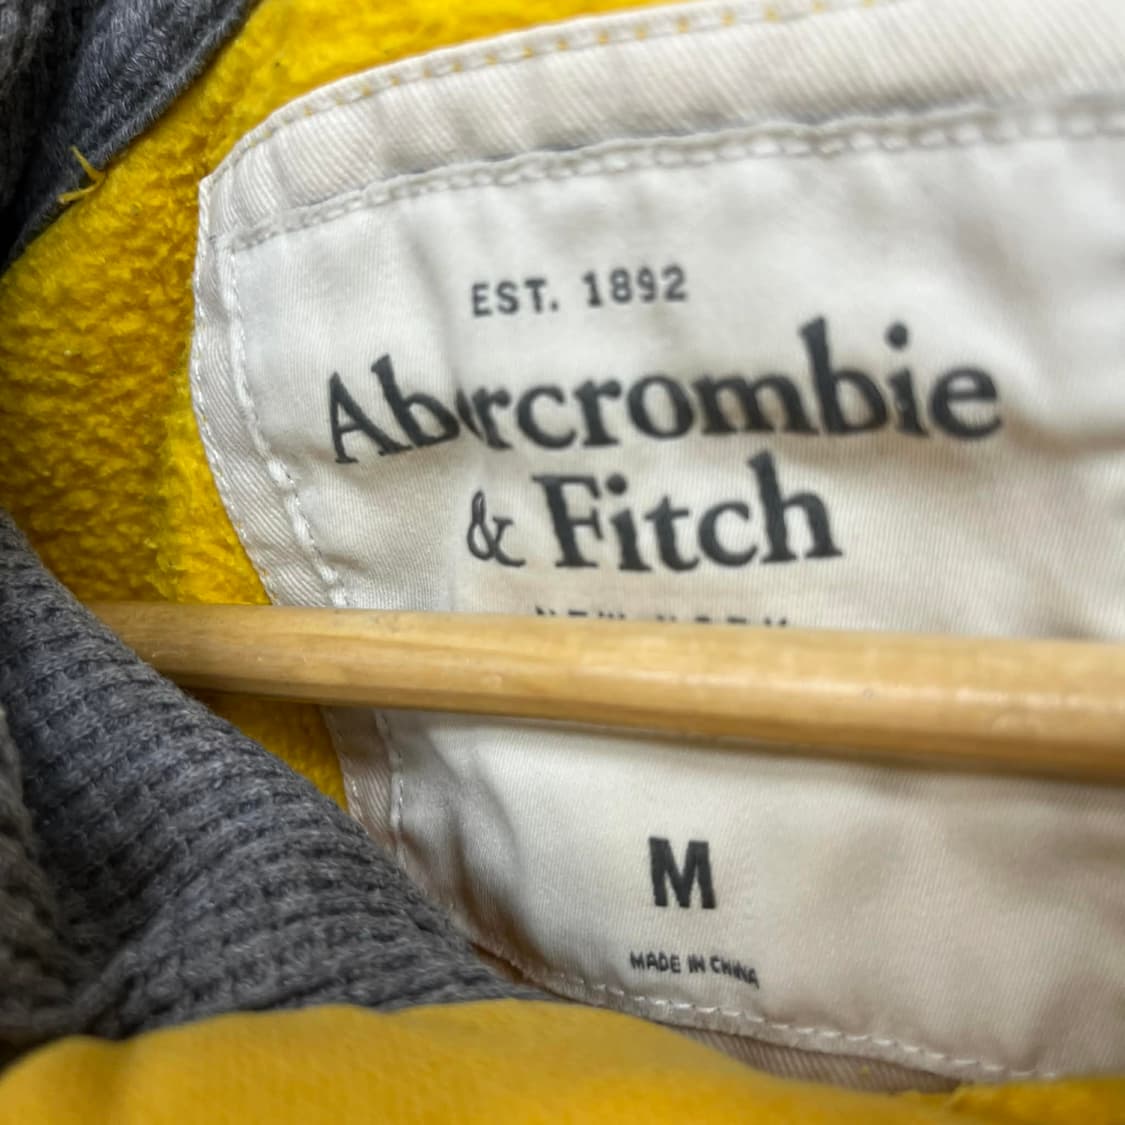 EST. 1892
Abercrombie
& Fitch
M
MADE IN CHINA